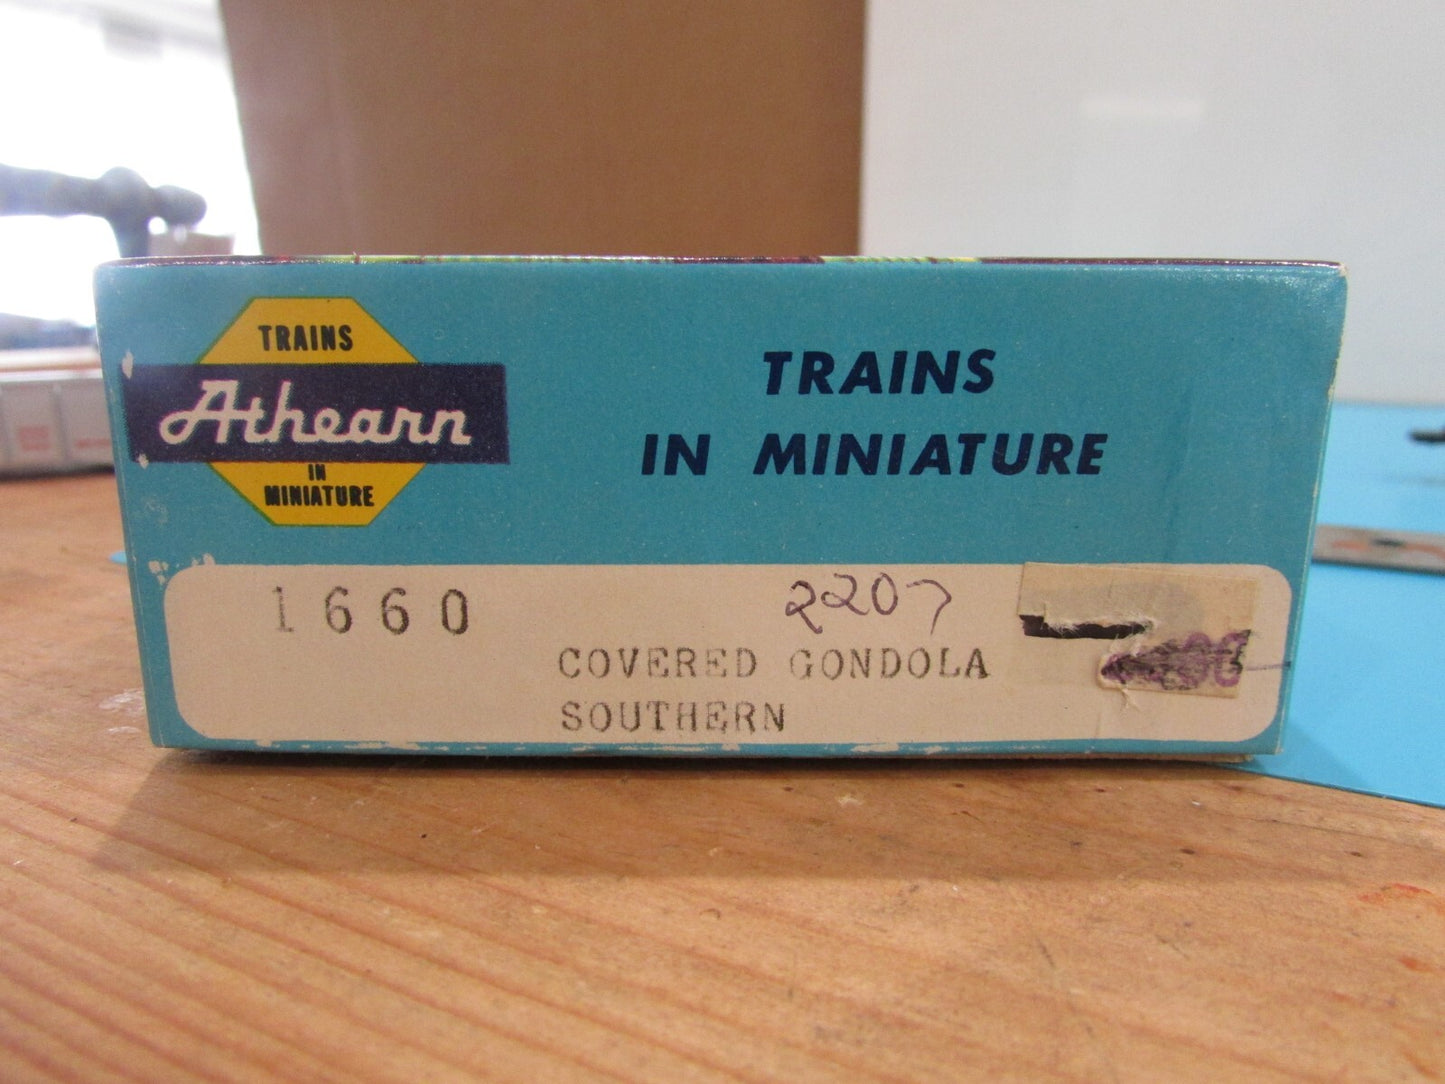 TRAINS
Athearn
IN
MINIATURE
TRAINS
IN MINIATURE
1660
2207
COVERED GONDOLA
SOUTHERN